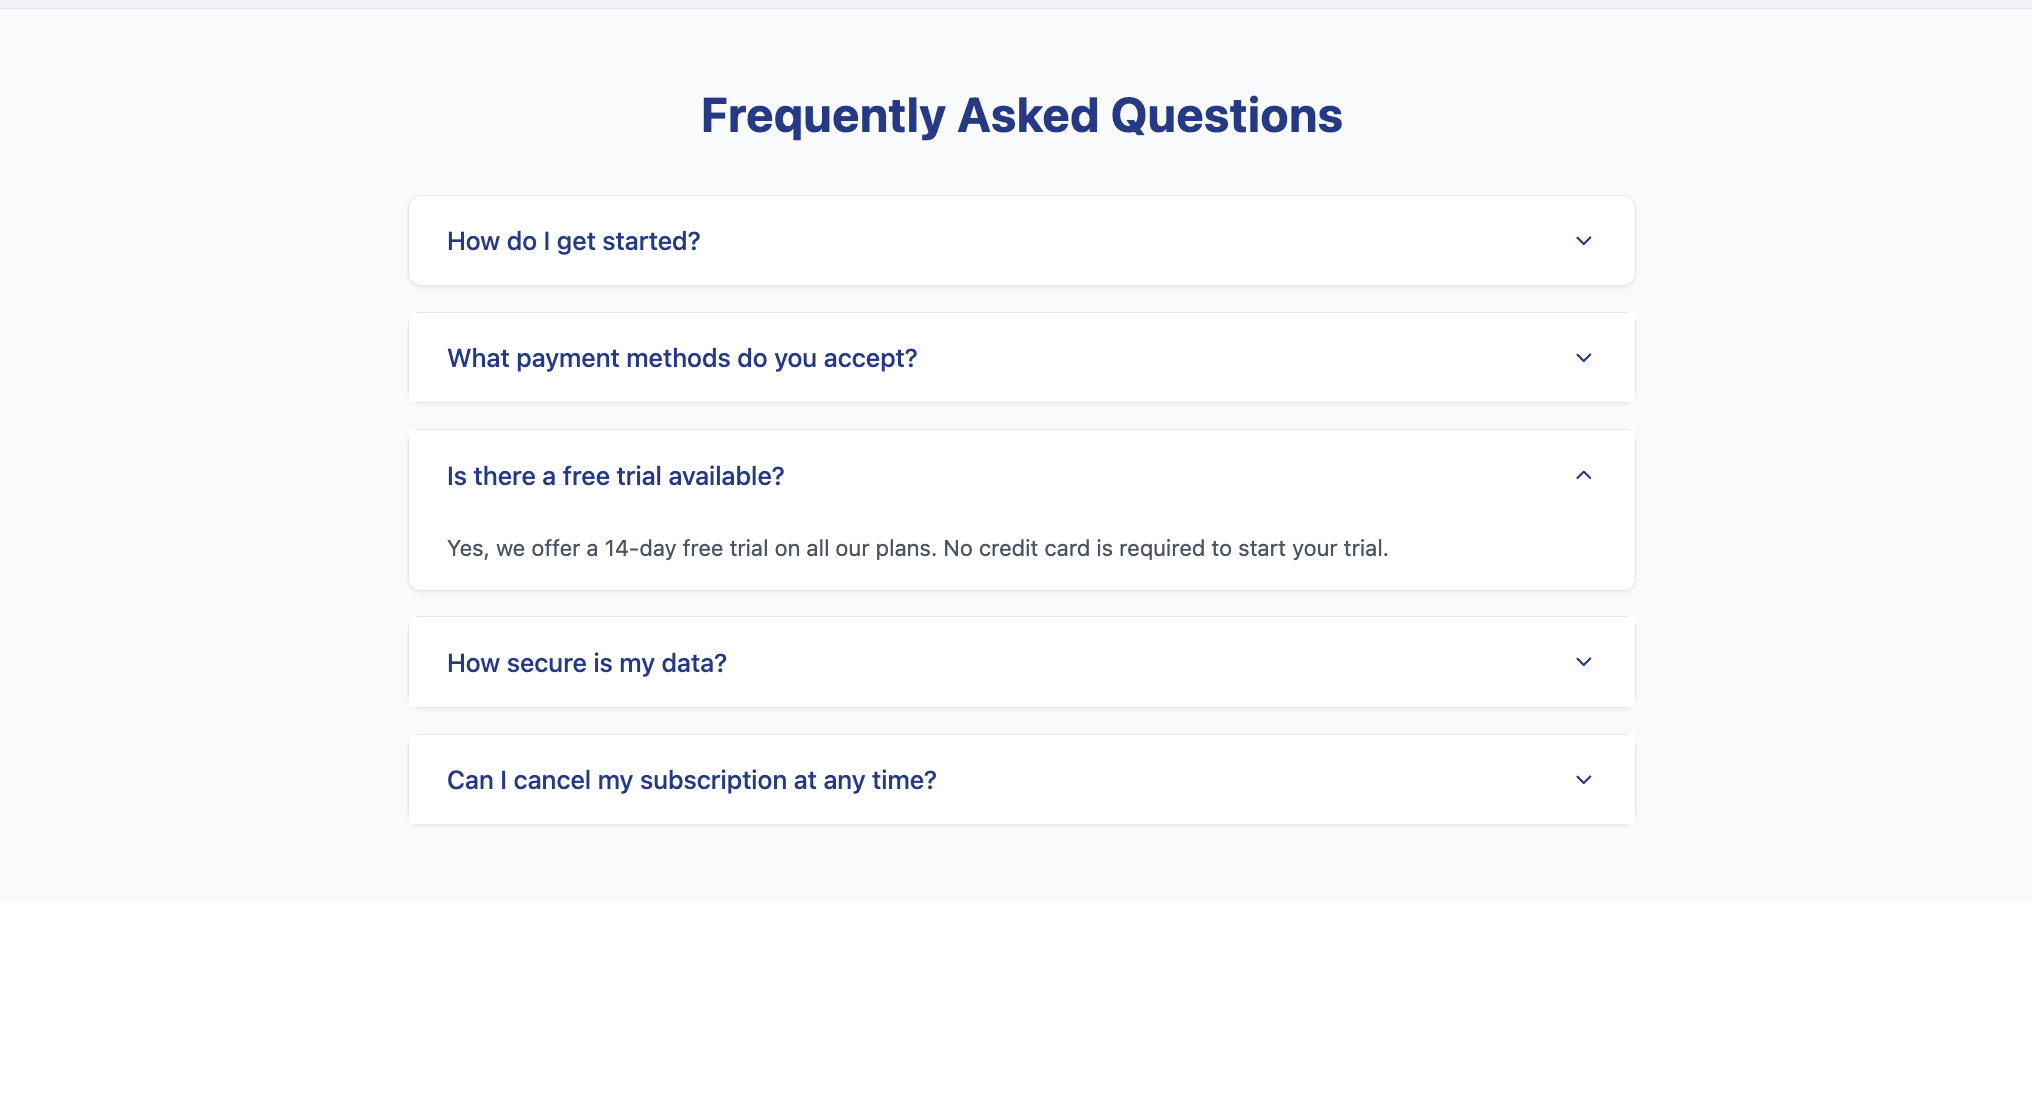 Frequently Asked Questions
How do I get started?
What payment methods do you accept?
Is there a free trial available?
Yes, we offer a 14-day free trial on all our plans. No credit card is required to start your trial.
How secure is my data?
Can I cancel my subscription at any time?